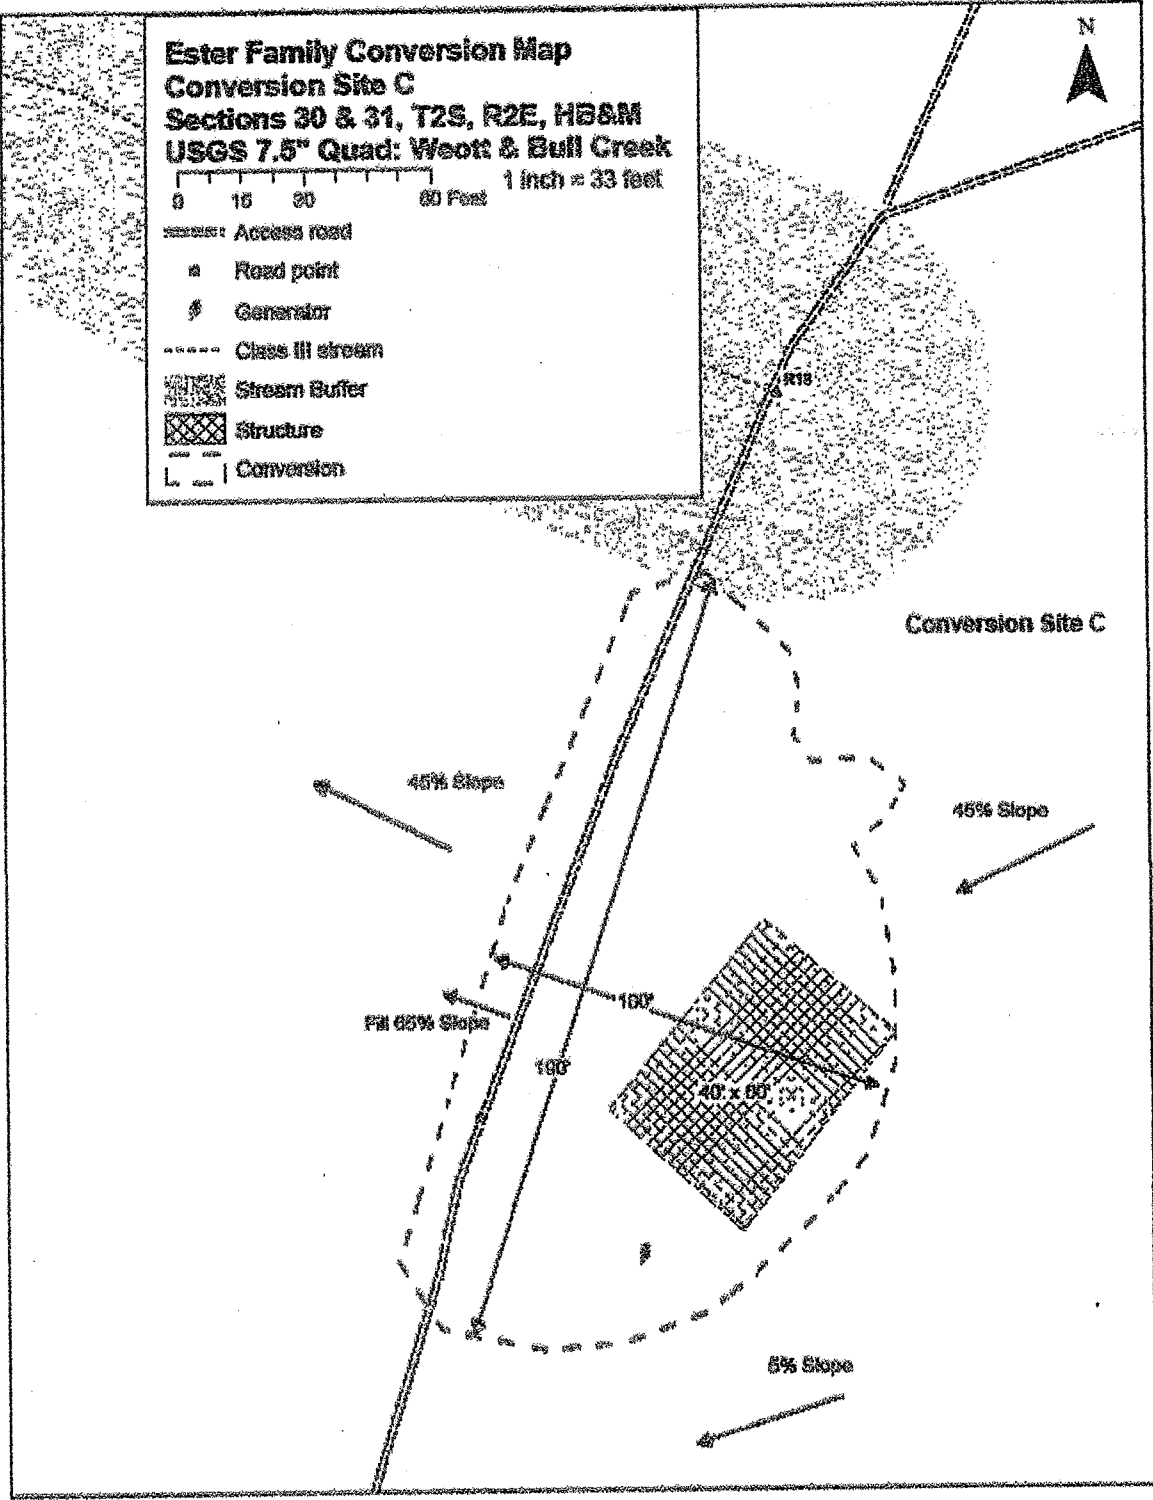 N
Ester Family Conversion Map
Conversion Site C
Sections 30 & 31, T2S, R2E, HB&M
USGS 7.5" Quad: Weott & Bull Creek
1 inch = 33 feet
0 15 30 60 Feet
Access road
Road point
Generator
Class III stream
Stream Buffer
Structure
Conversion
R13
Conversion Site C
45% Slope
45% Slope
100'
Fill 65% Slope
190'
40' x 60'
5% Slope